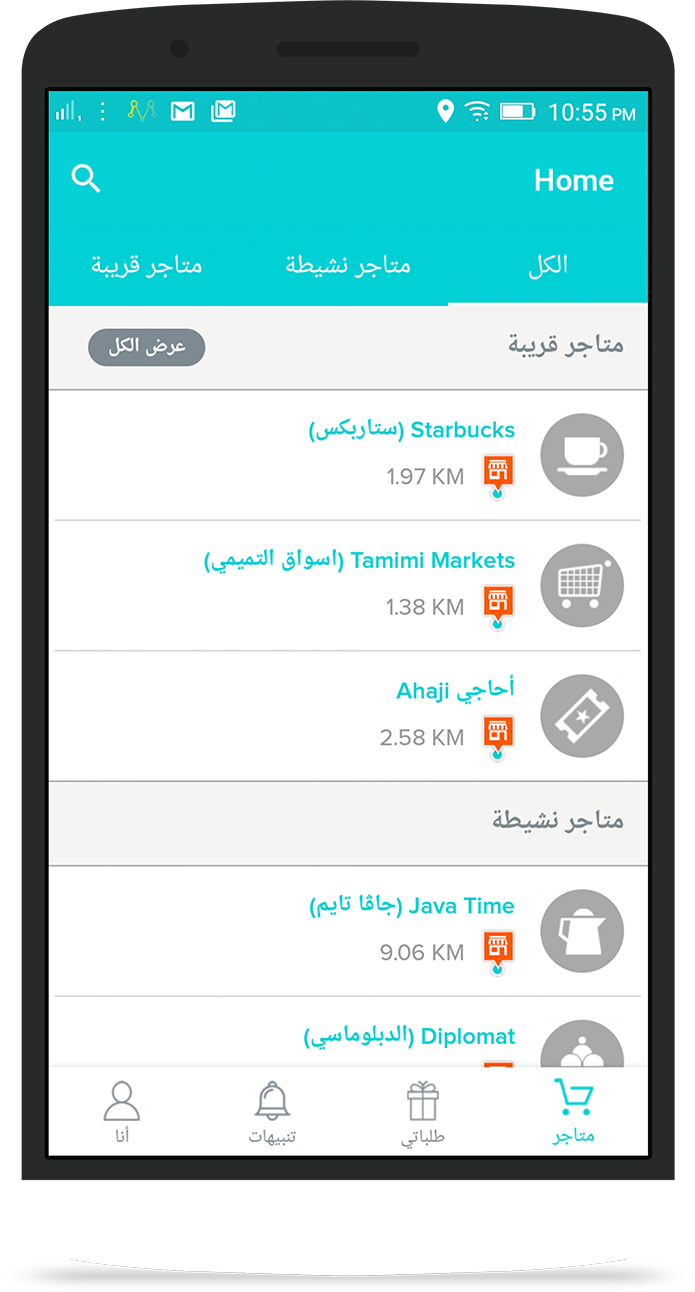 10:55 PM
Home
الكل
متاجر نشيطة
متاجر قريبة
متاجر قريبة
عرض الكل
Starbucks (ستاربكس)
1.97 KM
Tamimi Markets (اسواق التميمي)
1.38 KM
أحاجي Ahaji
2.58 KM
متاجر نشيطة
Java Time (جاڤا تايم)
9.06 KM
Diplomat (الدبلوماسي)
متاجر
طلباتي
تنبيهات
أنا